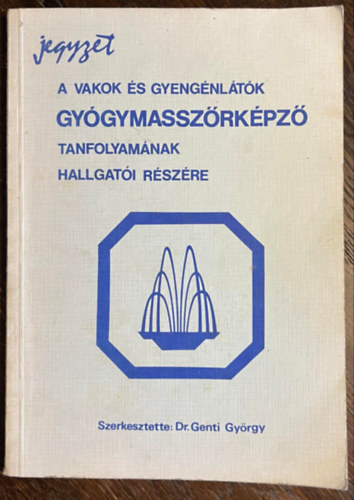 jegyzet
A VAKOK ÉS GYENGÉNLÁTÓK
GYÓGYMASSZŐRKÉPZŐ
TANFOLYAMÁNAK
HALLGATÓI RÉSZÉRE
Szerkesztette: Dr. Genti György